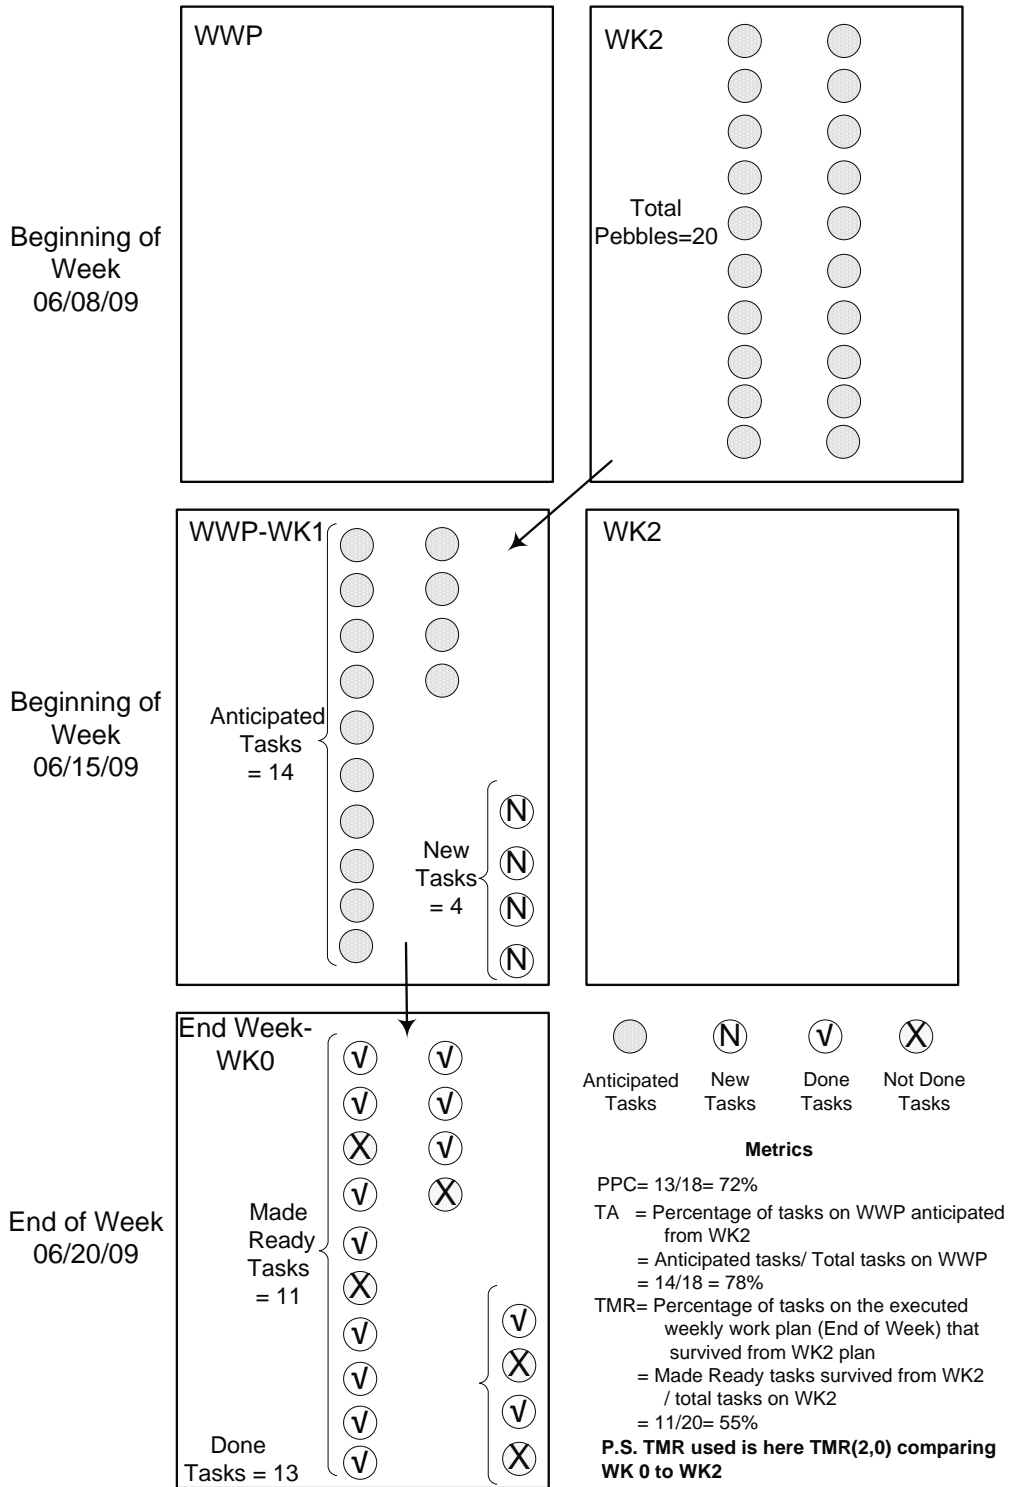 WWP
WK2
Total
Pebbles=20
Beginning of
Week
06/08/09
WWP-WK1
WK2
Anticipated
Tasks
= 14
New
Tasks
= 4
N
N
N
N
Beginning of
Week
06/15/09
End Week-
WK0
√ √
√ √
X √
√ X
√
X
√
√
√
√
Made
Ready
Tasks
= 11
√
X
√
X
Done
Tasks = 13
End of Week
06/20/09
N √ X
Anticipated
Tasks
New
Tasks
Done
Tasks
Not Done
Tasks
Metrics
PPC= 13/18= 72%
TA = Percentage of tasks on WWP anticipated
from WK2
= Anticipated tasks/ Total tasks on WWP
= 14/18 = 78%
TMR= Percentage of tasks on the executed
weekly work plan (End of Week) that
survived from WK2 plan
= Made Ready tasks survived from WK2
/ total tasks on WK2
= 11/20= 55%
P.S. TMR used is here TMR(2,0) comparing
WK 0 to WK2